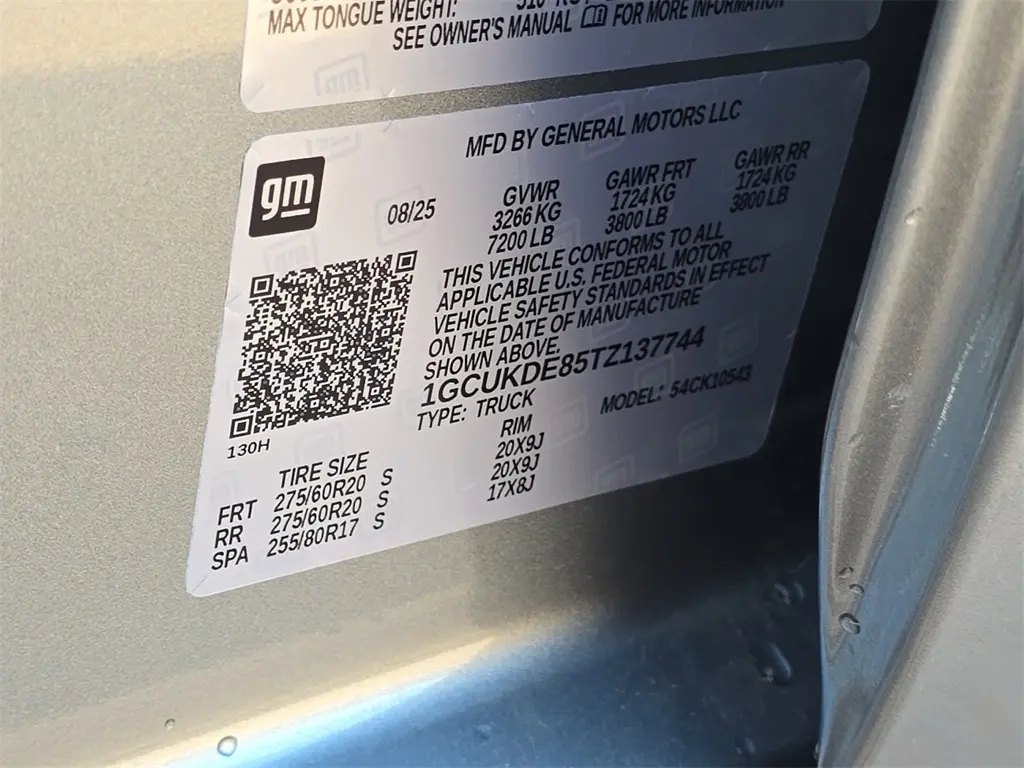 MAX TONGUE WEIGHT: 510 KG
SEE OWNER'S MANUAL FOR MORE INFORMATION
MFD BY GENERAL MOTORS LLC
gm
08/25
GVWR GAWR FRT GAWR RR
3266 KG 1724 KG 1724 KG
7200 LB 3800 LB 3800 LB
THIS VEHICLE CONFORMS TO ALL
APPLICABLE U.S. FEDERAL MOTOR
VEHICLE SAFETY STANDARDS IN EFFECT
ON THE DATE OF MANUFACTURE
SHOWN ABOVE.
1GCUKDE85TZ137744
TYPE: TRUCK MODEL: 54CK10543
130H
TIRE SIZE RIM
FRT 275/60R20 S 20X9J
RR 275/60R20 S 20X9J
SPA 255/80R17 S 17X8J